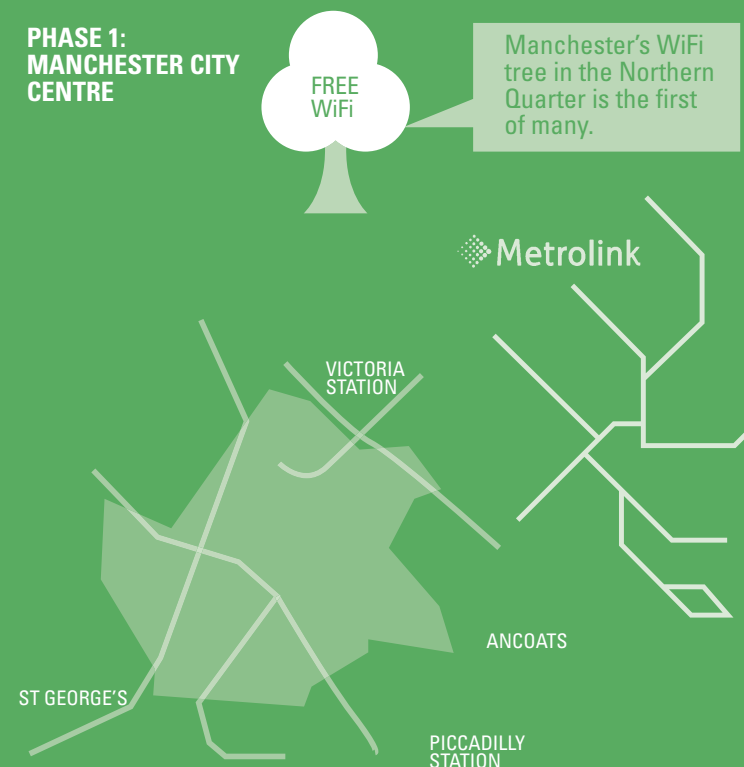 PHASE 1:
MANCHESTER CITY
CENTRE
FREE
WiFi
Manchester’s WiFi
tree in the Northern
Quarter is the first
of many.
Metrolink
VICTORIA
STATION
ANCOATS
ST GEORGE’S
PICCADILLY
STATION